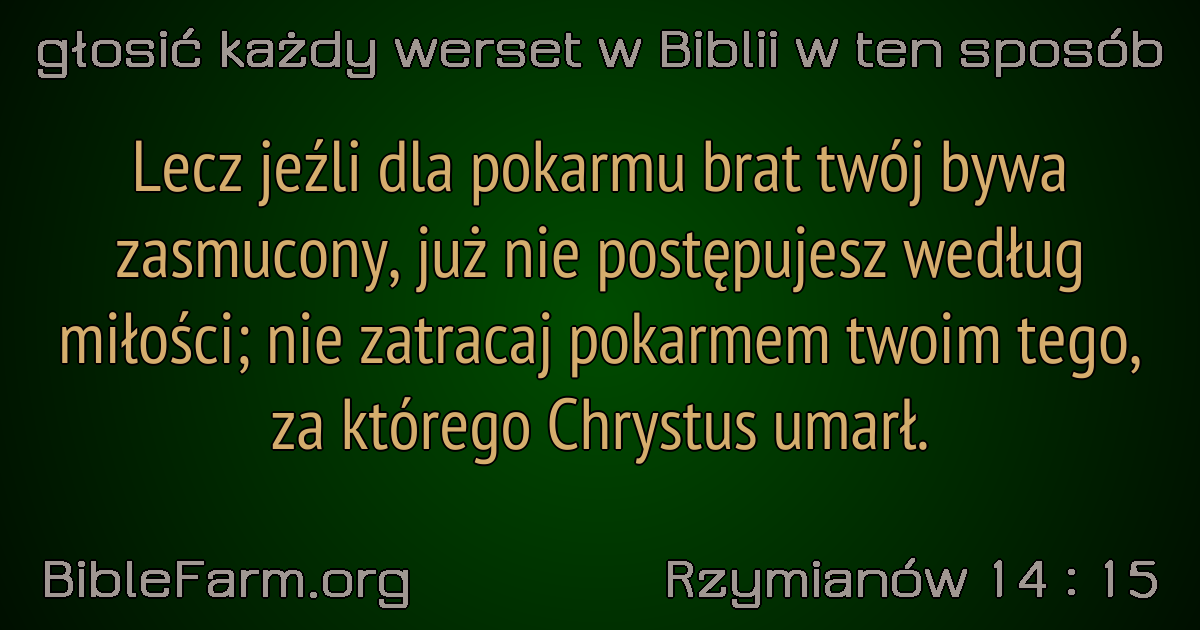 głosić każdy werset w Biblii w ten sposób
Lecz jeźli dla pokarmu brat twój bywa
zasmucony, już nie postępujesz według
miłości; nie zatracaj pokarmem twoim tego,
za którego Chrystus umarł.
BibleFarm.org
Rzymianów 14 : 15